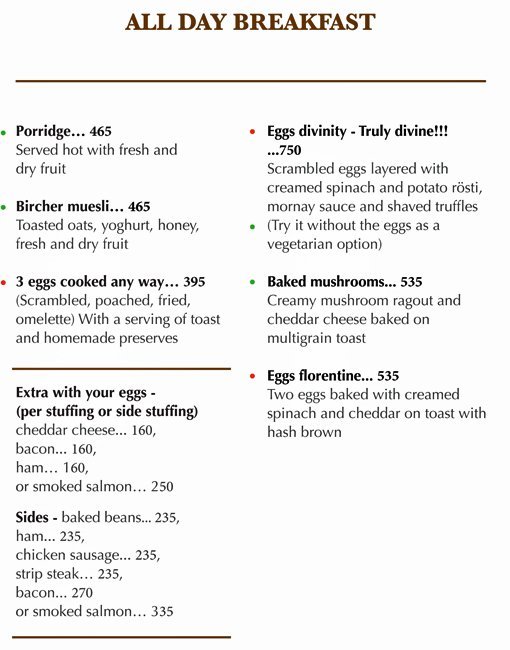 ALL DAY BREAKFAST
Porridge... 465
Served hot with fresh and
dry fruit
Bircher muesli... 465
Toasted oats, yoghurt, honey,
fresh and dry fruit
3 eggs cooked any way... 395
(Scrambled, poached, fried,
omelette) With a serving of toast
and homemade preserves
Extra with your eggs -
(per stuffing or side stuffing)
cheddar cheese... 160,
bacon... 160,
ham... 160,
or smoked salmon... 250
Sides - baked beans... 235,
ham... 235,
chicken sausage... 235,
strip steak... 235,
bacon... 270
or smoked salmon... 335
Eggs divinity - Truly divine!!!
...750
Scrambled eggs layered with
creamed spinach and potato rösti,
mornay sauce and shaved truffles
(Try it without the eggs as a
vegetarian option)
Baked mushrooms... 535
Creamy mushroom ragout and
cheddar cheese baked on
multigrain toast
Eggs florentine... 535
Two eggs baked with creamed
spinach and cheddar on toast with
hash brown